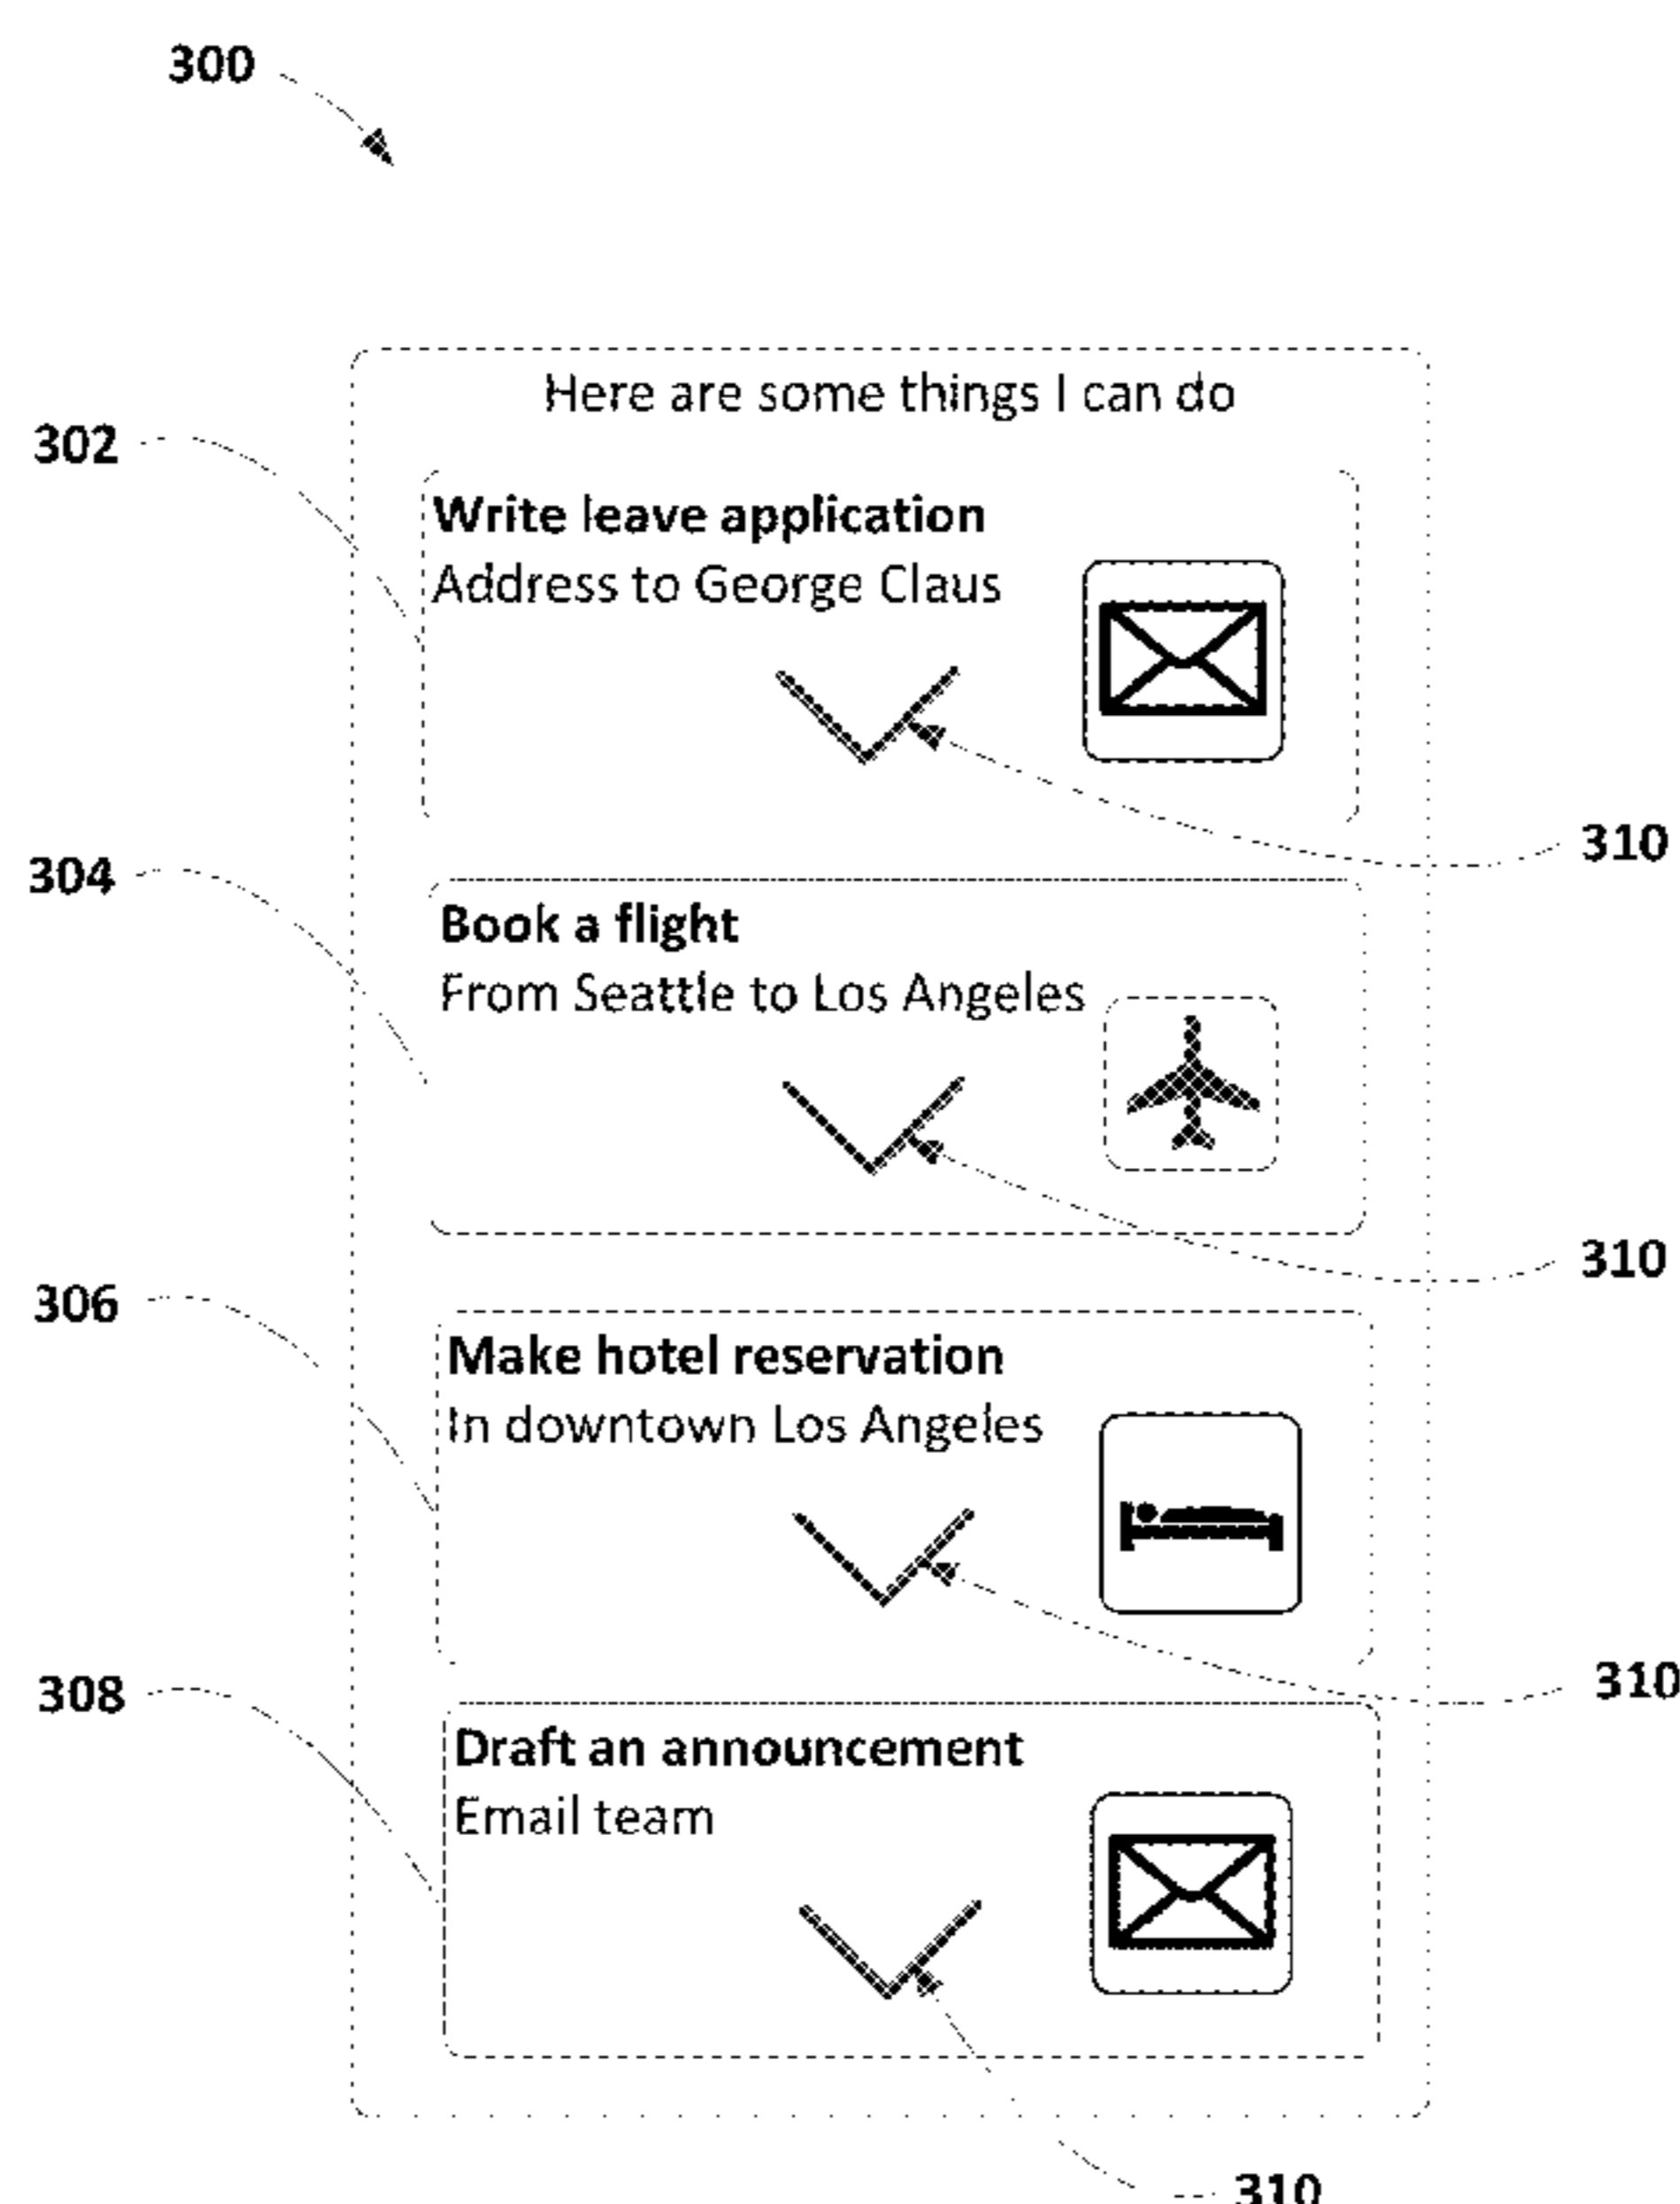 300
Here are some things I can do
302
Write leave application
Address to George Claus
310
304
Book a flight
From Seattle to Los Angeles
310
306
Make hotel reservation
In downtown Los Angeles
310
308
Draft an announcement
Email team
310